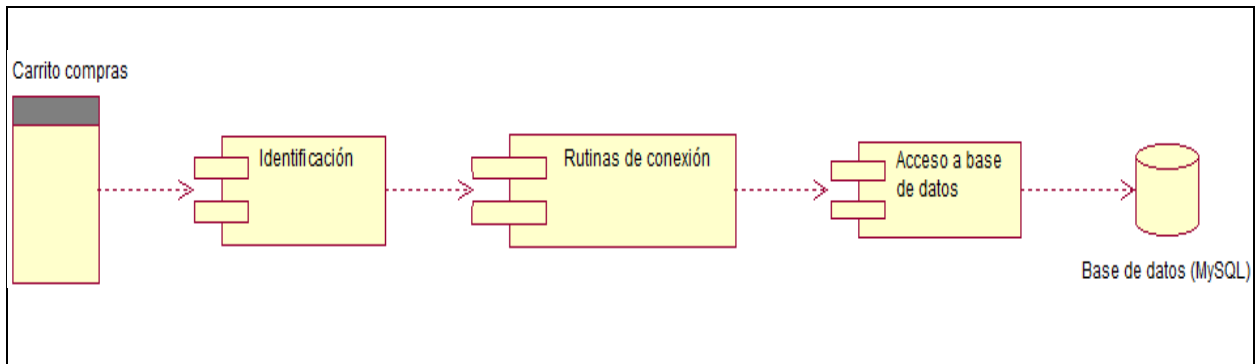 Carrito compras
Identificación
Rutinas de conexión
Acceso a base
de datos
Base de datos (MySQL)